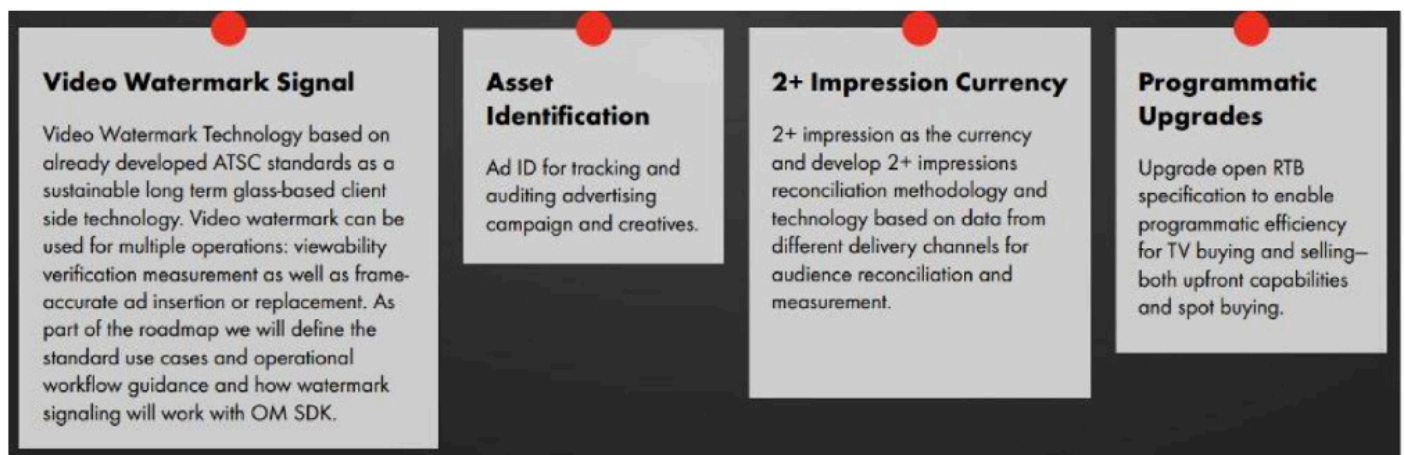 Video Watermark Signal
Video Watermark Technology based on
already developed ATSC standards as a
sustainable long term glass-based client
side technology. Video watermark can be
used for multiple operations: viewability
verification measurement as well as frame-
accurate ad insertion or replacement. As
part of the roadmap we will define the
standard use cases and operational
workflow guidance and how watermark
signaling will work with OM SDK.
Asset
Identification
Ad ID for tracking and
auditing advertising
campaign and creatives.
2+ Impression Currency
2+ impression as the currency
and develop 2+ impressions
reconciliation methodology and
technology based on data from
different delivery channels for
audience reconciliation and
measurement.
Programmatic
Upgrades
Upgrade open RTB
specification to enable
programmatic efficiency
for TV buying and selling—
both upfront capabilities
and spot buying.